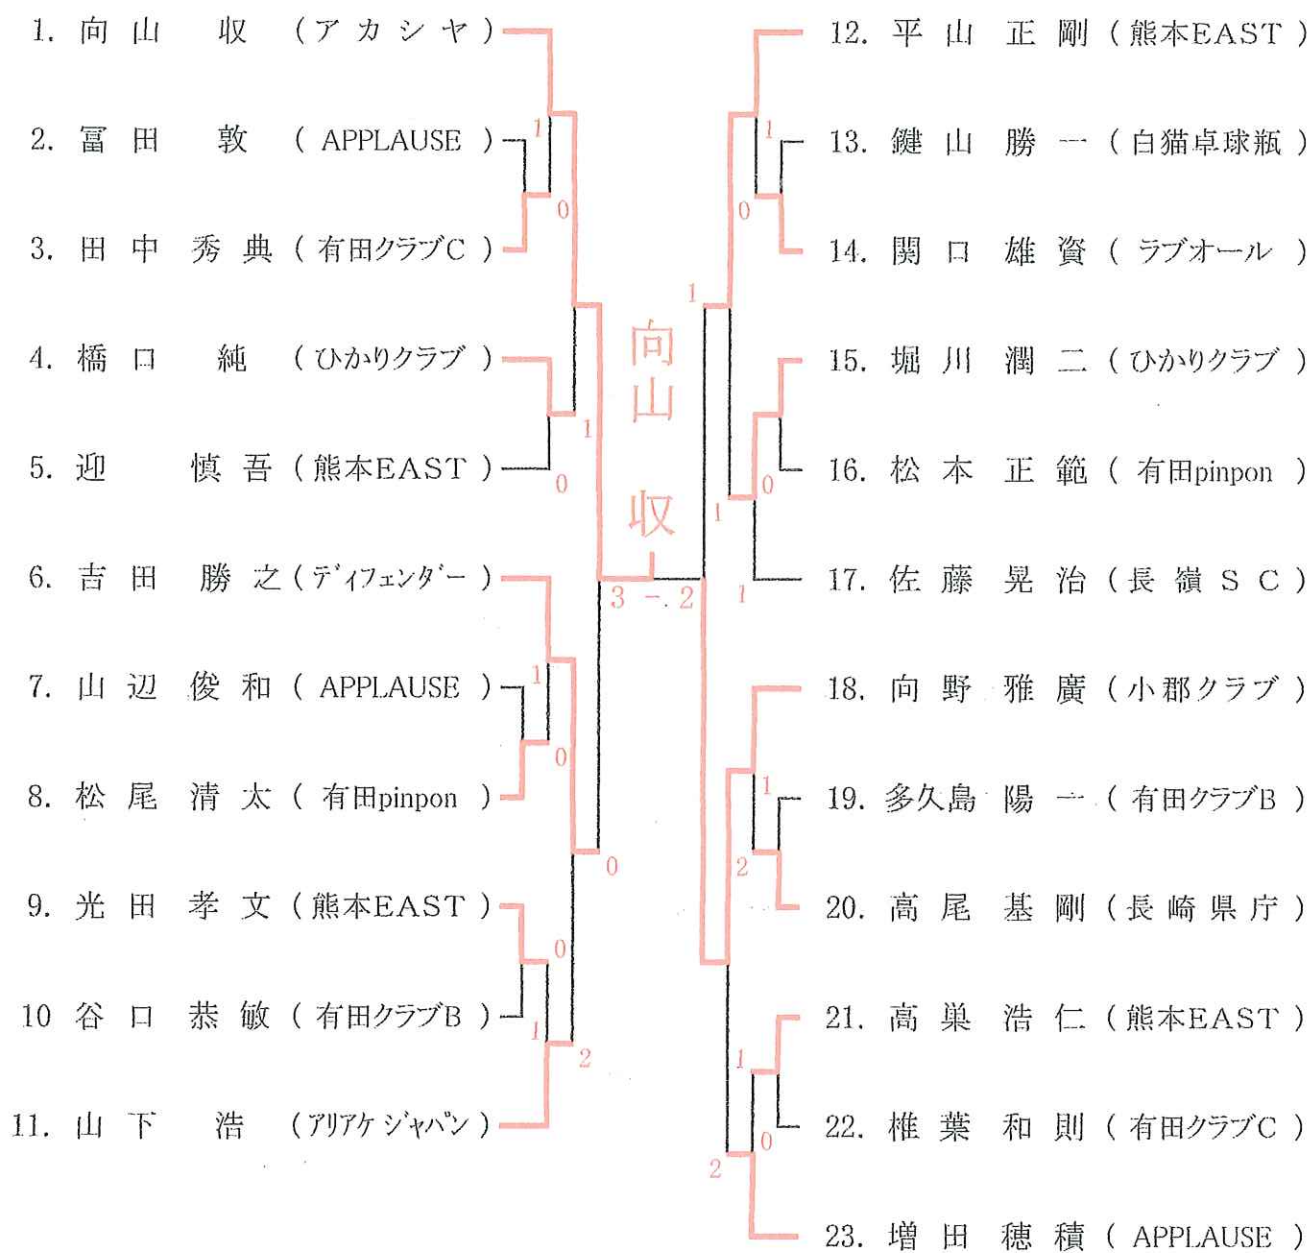 1. 向山 収 (アカシヤ)
2. 冨田 敦 (APPLAUSE)
3. 田中秀典 (有田クラブC)
4. 橋口 純 (ひかりクラブ)
5. 迎 慎吾 (熊本EAST)
6. 吉田勝之 (ディフェンダー)
7. 山辺俊和 (APPLAUSE)
8. 松尾清太 (有田pinpon)
9. 光田孝文 (熊本EAST)
10 谷口恭敏 (有田クラブB)
11. 山下 浩 (アリアケジャパン)
1
0
1
0
1
0
0
0
1
2
向山 収
3 - 2
12. 平山正剛 (熊本EAST)
13. 鍵山勝一 (白猫卓球瓶)
14. 関口雄資 (ラブオール)
15. 堀川潤二 (ひかりクラブ)
16. 松本正範 (有田pinpon)
17. 佐藤晃治 (長嶺SC)
18. 向野雅廣 (小郡クラブ)
19. 多久島陽一 (有田クラブB)
20. 高尾基剛 (長崎県庁)
21. 高巣浩仁 (熊本EAST)
22. 椎葉和則 (有田クラブC)
23. 増田穂積 (APPLAUSE)
1
0
1
0
1
1
1
2
1
0
2